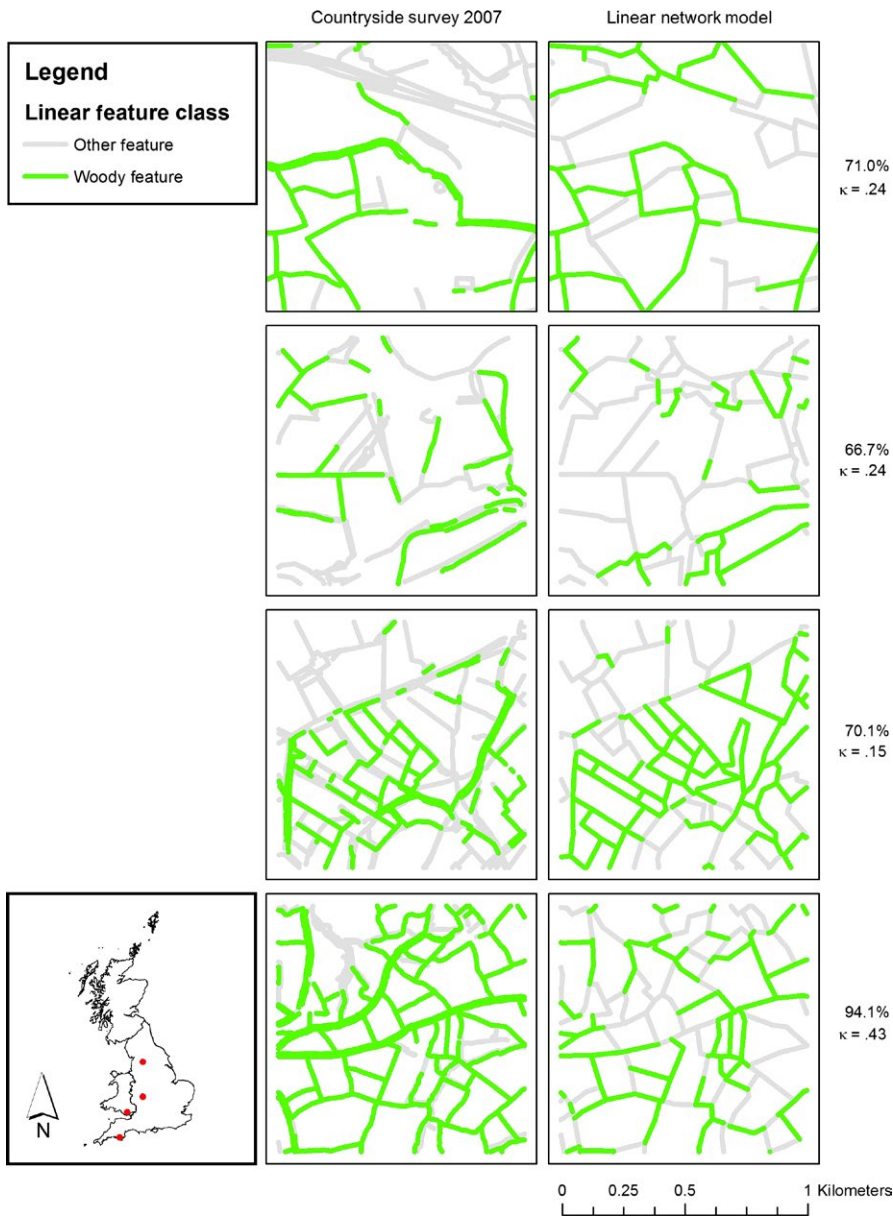 Countryside survey 2007
Linear network model
Legend
Linear feature class
Other feature
Woody feature
71.0%
κ = .24
66.7%
κ = .24
70.1%
κ = .15
94.1%
κ = .43
N
0 0.25 0.5 1 Kilometers